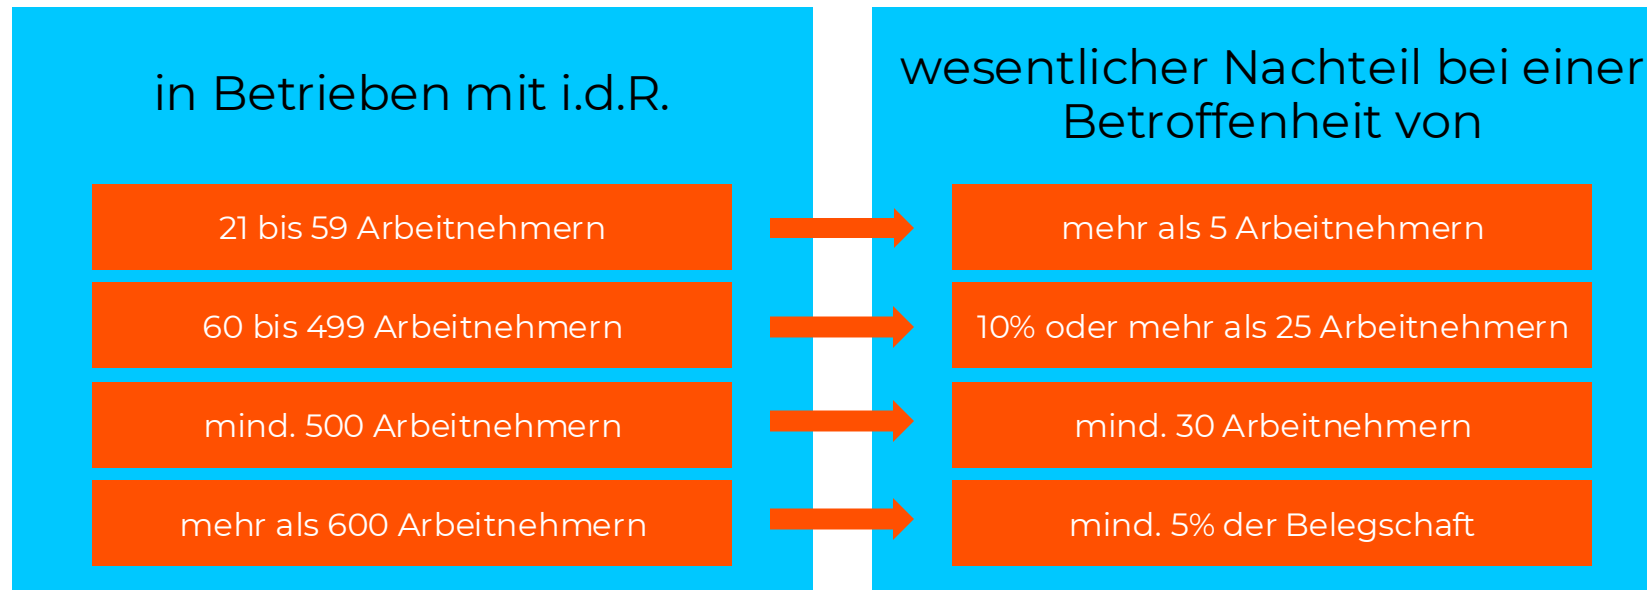 in Betrieben mit i.d.R.
21 bis 59 Arbeitnehmern
60 bis 499 Arbeitnehmern
mind. 500 Arbeitnehmern
mehr als 600 Arbeitnehmern
wesentlicher Nachteil bei einer
Betroffenheit von
mehr als 5 Arbeitnehmern
10% oder mehr als 25 Arbeitnehmern
mind. 30 Arbeitnehmern
mind. 5% der Belegschaft